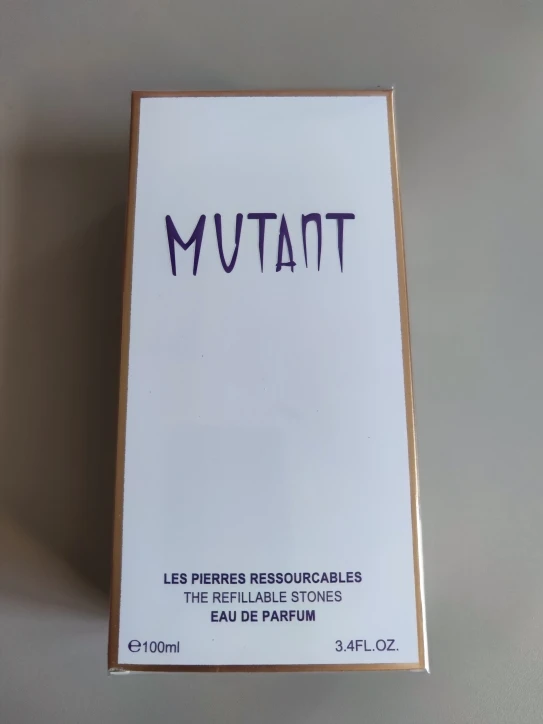 MUTANT
LES PIERRES RESSOURCABLES
THE REFILLABLE STONES
EAU DE PARFUM
℮100ml
3.4FL.OZ.